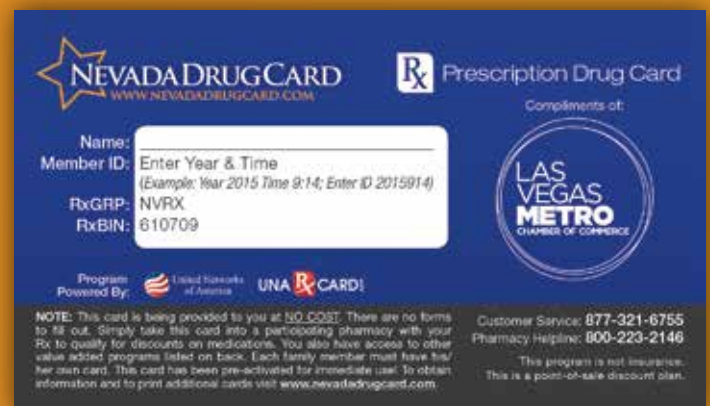 NEVADADRUGCARD
WWW.NEVADADRUGCARD.COM
Rx Prescription Drug Card
Compliments of:
LAS
VEGAS
METRO
CHAMBER OF COMMERCE
Name:
Member ID: Enter Year & Time
(Example: Year 2015 Time 9:14; Enter ID 2015914)
RxGRP: NVRX
RxBIN: 610709
Program
Powered By:
United Networks
of America
UNA Rx CARD
NOTE: This card is being provided to you at NO COST. There are no forms
to fill out. Simply take this card into a participating pharmacy with your
Rx to qualify for discounts on medications. You also have access to other
value added programs listed on back. Each family member must have his/
her own card. This card has been pre-activated for immediate use! To obtain
information and to print additional cards visit www.nevadadrugcard.com.
Customer Service: 877-321-6755
Pharmacy Helpline: 800-223-2146
This program is not insurance.
This is a point-of-sale discount plan.